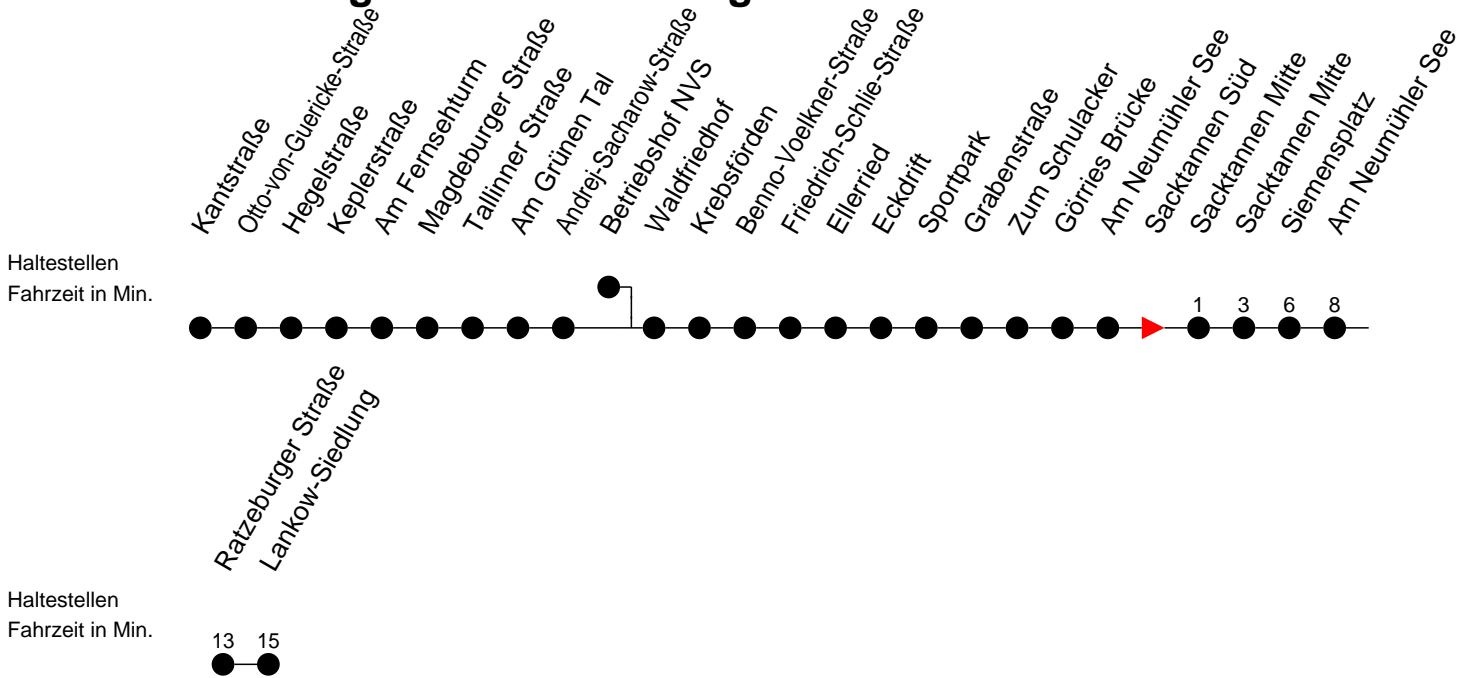 Kantstraße
Otto-von-Guericke-Straße
Hegelstraße
Keplerstraße
Am Fernsehturm
Magdeburger Straße
Tallinner Straße
Am Grünen Tal
Andrej-Sacharow-Straße
Betriebshof NVS
Waldfriedhof
Krebsförden
Benno-Voelkner-Straße
Friedrich-Schlie-Straße
Ellerried
Eckdrift
Sportpark
Grabenstraße
Zum Schulacker
Görries Brücke
Am Neumühler See
Sacktannen Süd
Sacktannen Mitte
Sacktannen Mitte
Siemensplatz
Am Neumühler See
Haltestellen
Fahrzeit in Min.
1 3 6 8
Ratzeburger Straße
Lankow-Siedlung
Haltestellen
Fahrzeit in Min.
13 15